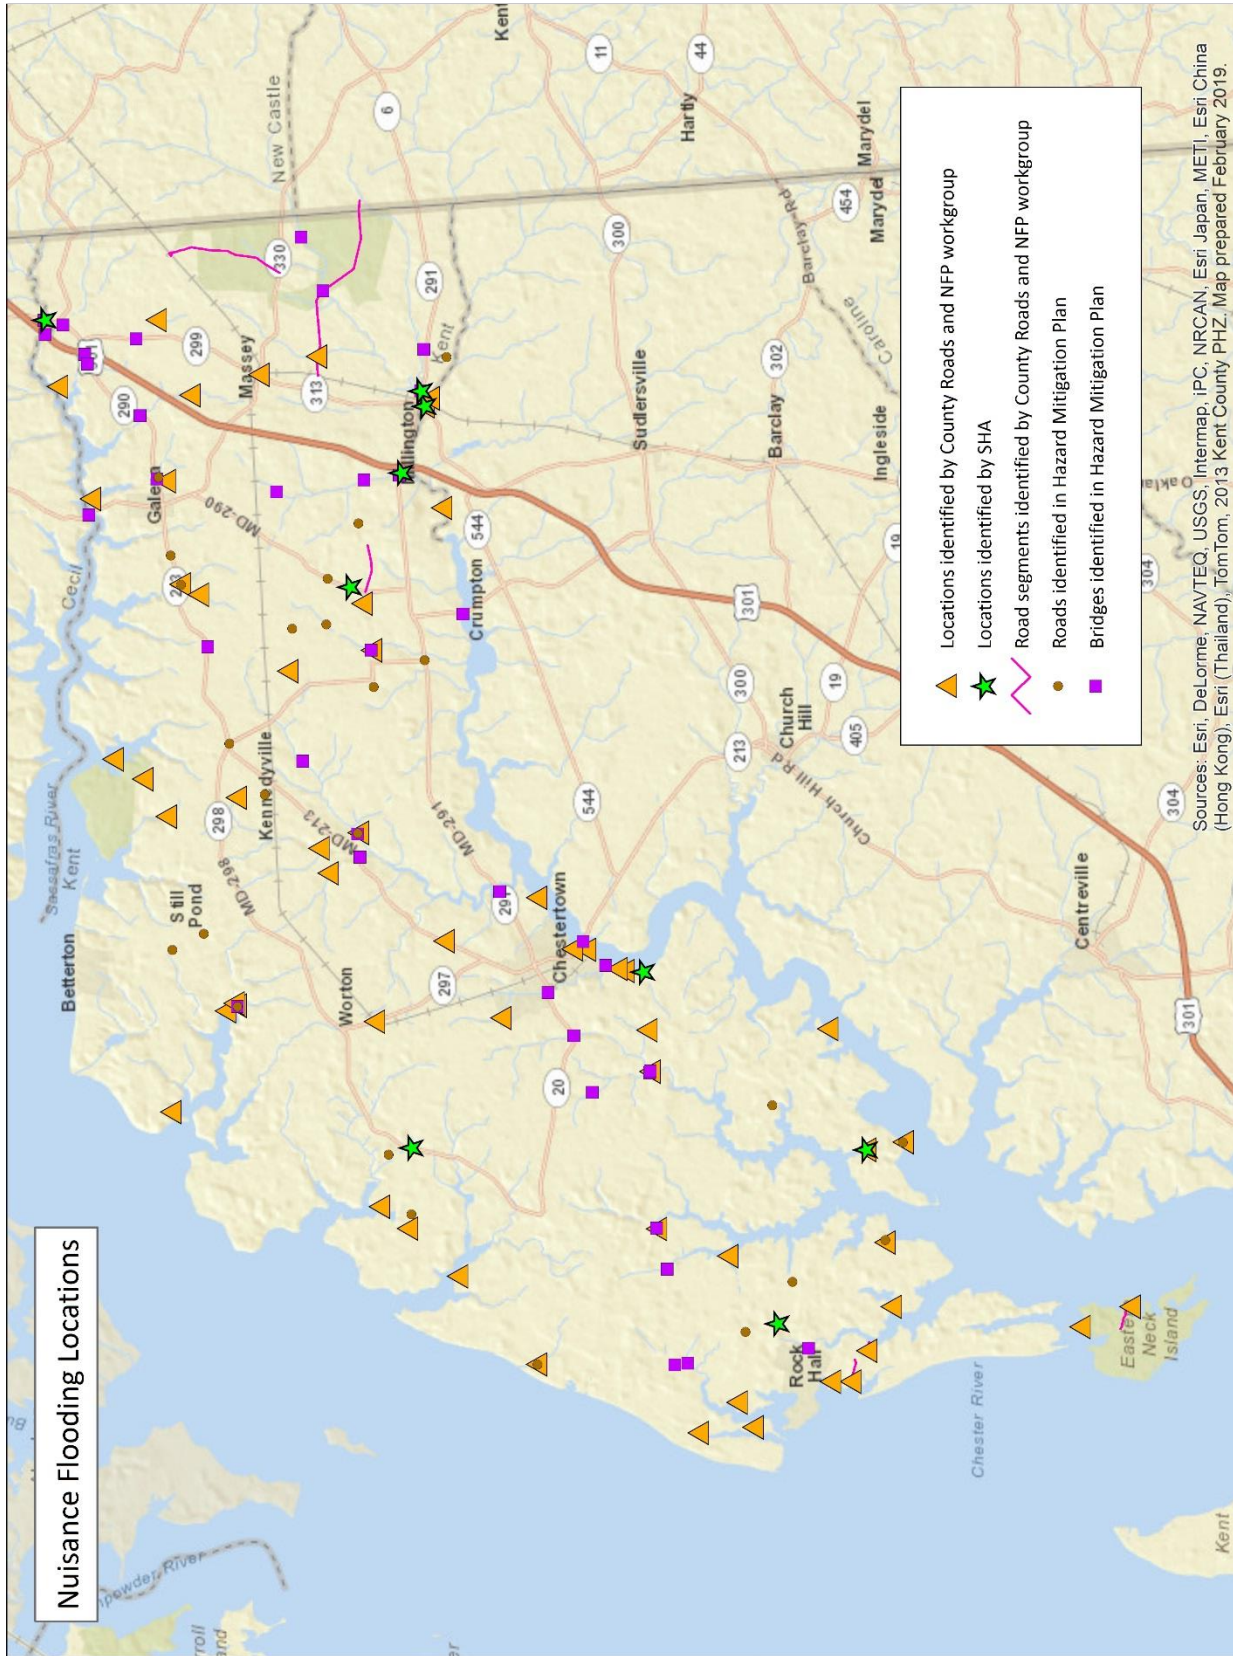 Nuisance Flooding Locations
Sassafras River
Kent
Cecil
Betterton
Still
Pond
Galena
290
299
301
213
298
MD-298
MD-290
Kennedyville
MD-213
Massey
313
330
New Castle
6
Kent
11
44
Hartly
Marydel
Marydel
454
Worton
297
291
MD-291
Millington
291
Kent
Crumpton
544
300
Sudlersville
Barclay-Rd
302
Barclay
Caroline
Ingleside
19
304
Chestertown
20
544
301
300
213
Church
Hill
19
405
Church Hill Rd
304
Centreville
301
Rock
Hall
Chester River
Eastern
Neck
Island
Kent
Locations identified by County Roads and NFP workgroup
Locations identified by SHA
Road segments identified by County Roads and NFP workgroup
Roads identified in Hazard Mitigation Plan
Bridges identified in Hazard Mitigation Plan
Sources: Esri, DeLorme, NAVTEQ, USGS, Intermap, iPC, NRCAN, Esri Japan, METI, Esri China
(Hong Kong), Esri (Thailand), TomTom, 2013 Kent County PHZ. Map prepared February 2019.